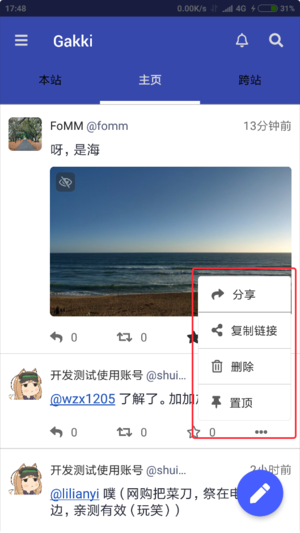 17:48
0.00K/s 4G 31%
Gakki
本站 主页 跨站
FoMM @fomm 13分钟前
呀，是海
0 0
分享
复制链接
删除
置顶
开发测试使用账号 @shui...
@wzx1205 了解了。加加
0 0 0
开发测试使用账号 @shui... 小时前
@lilianyi 噗（网购把菜刀，祭在电
边，亲测有效（玩笑））